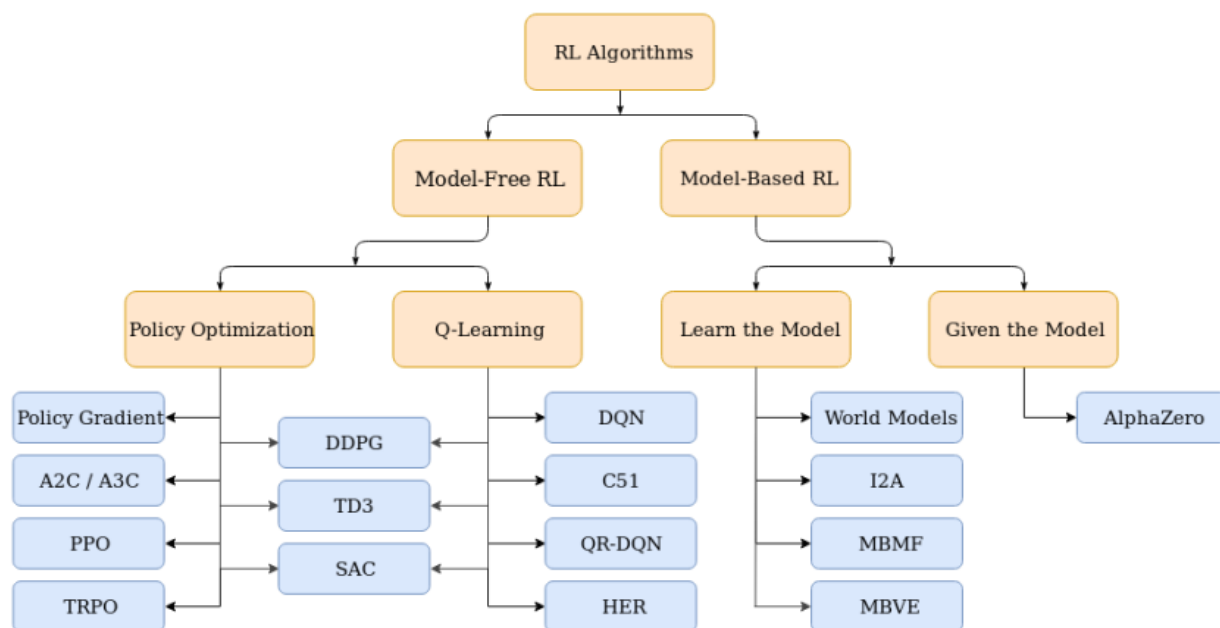 RL Algorithms
Model-Free RL
Model-Based RL
Policy Optimization
Q-Learning
Learn the Model
Given the Model
Policy Gradient
DDPG
DQN
World Models
AlphaZero
A2C / A3C
TD3
C51
I2A
PPO
SAC
QR-DQN
MBMF
TRPO
HER
MBVE